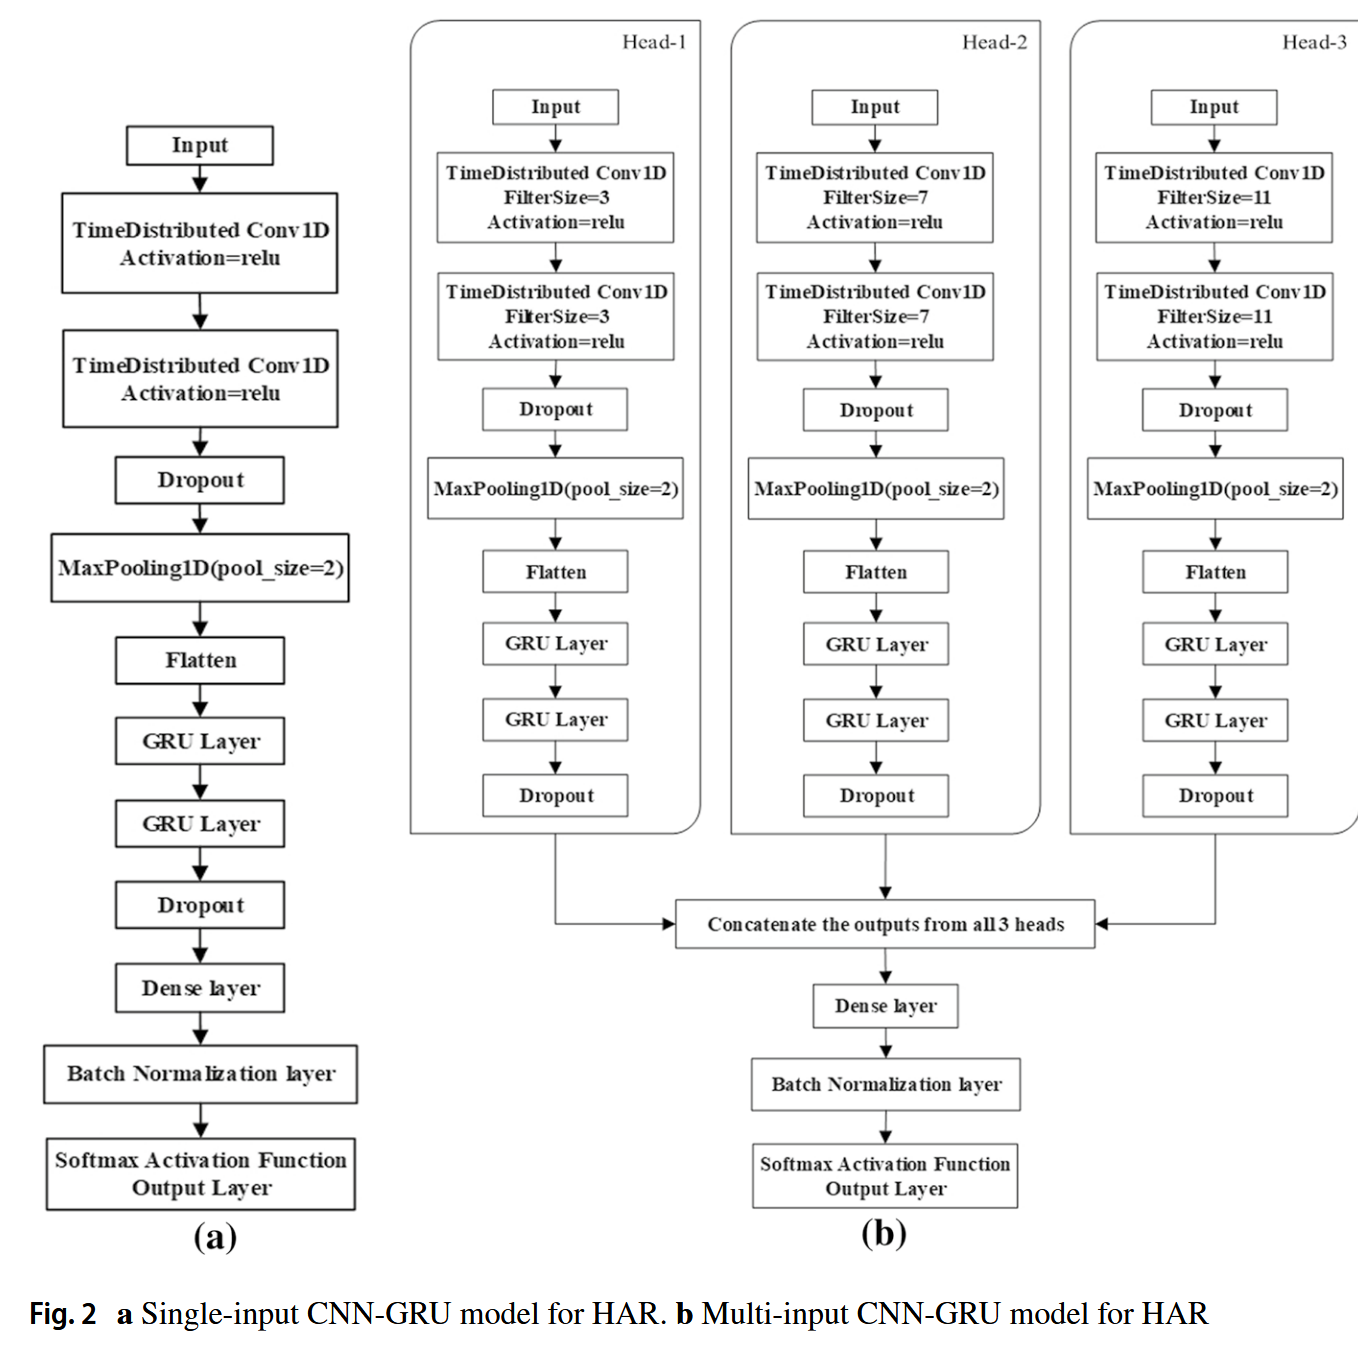 Input
TimeDistributed Conv1D
Activation=relu
TimeDistributed Conv1D
Activation=relu
Dropout
MaxPooling1D(pool_size=2)
Flatten
GRU Layer
GRU Layer
Dropout
Dense layer
Batch Normalization layer
Softmax Activation Function
Output Layer
(a)
Head-1
Input
TimeDistributed Conv1D
FilterSize=3
Activation=relu
TimeDistributed Conv1D
FilterSize=3
Activation=relu
Dropout
MaxPooling1D(pool_size=2)
Flatten
GRU Layer
GRU Layer
Dropout
Head-2
Input
TimeDistributed Conv1D
FilterSize=7
Activation=relu
TimeDistributed Conv1D
FilterSize=7
Activation=relu
Dropout
MaxPooling1D(pool_size=2)
Flatten
GRU Layer
GRU Layer
Dropout
Head-3
Input
TimeDistributed Conv1D
FilterSize=11
Activation=relu
TimeDistributed Conv1D
FilterSize=11
Activation=relu
Dropout
MaxPooling1D(pool_size=2)
Flatten
GRU Layer
GRU Layer
Dropout
Concatenate the outputs from all 3 heads
Dense layer
Batch Normalization layer
Softmax Activation Function
Output Layer
(b)
Fig. 2 a Single-input CNN-GRU model for HAR. b Multi-input CNN-GRU model for HAR